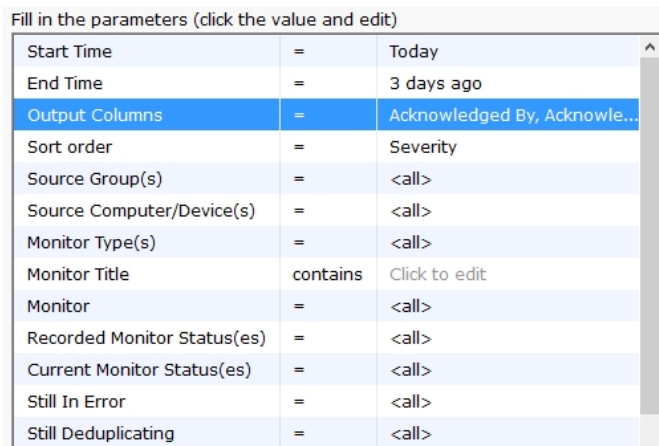 Fill in the parameters (click the value and edit)
Start Time = Today
End Time = 3 days ago
Output Columns = Acknowledged By, Acknowle...
Sort order = Severity
Source Group(s) = <all>
Source Computer/Device(s) = <all>
Monitor Type(s) = <all>
Monitor Title contains Click to edit
Monitor = <all>
Recorded Monitor Status(es) = <all>
Current Monitor Status(es) = <all>
Still In Error = <all>
Still Deduplicating = <all>